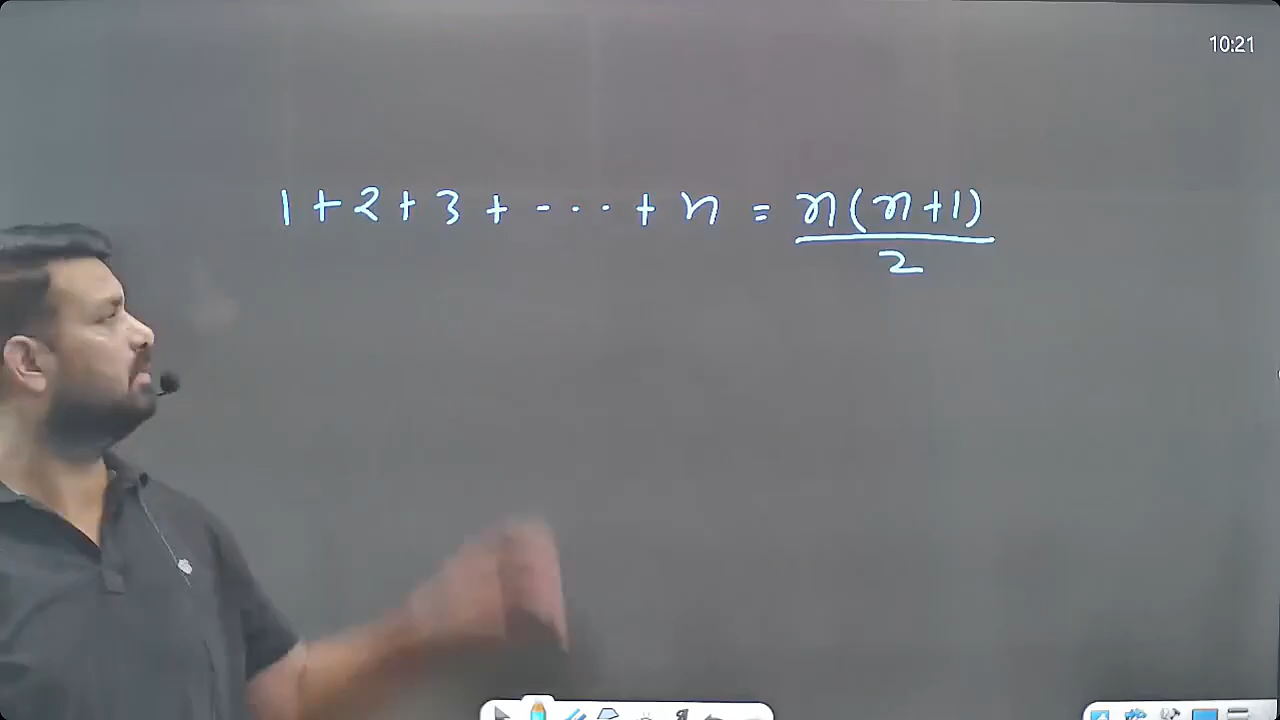 10:21
1 + 2 + 3 + - · · · + n = n(n+1)/2